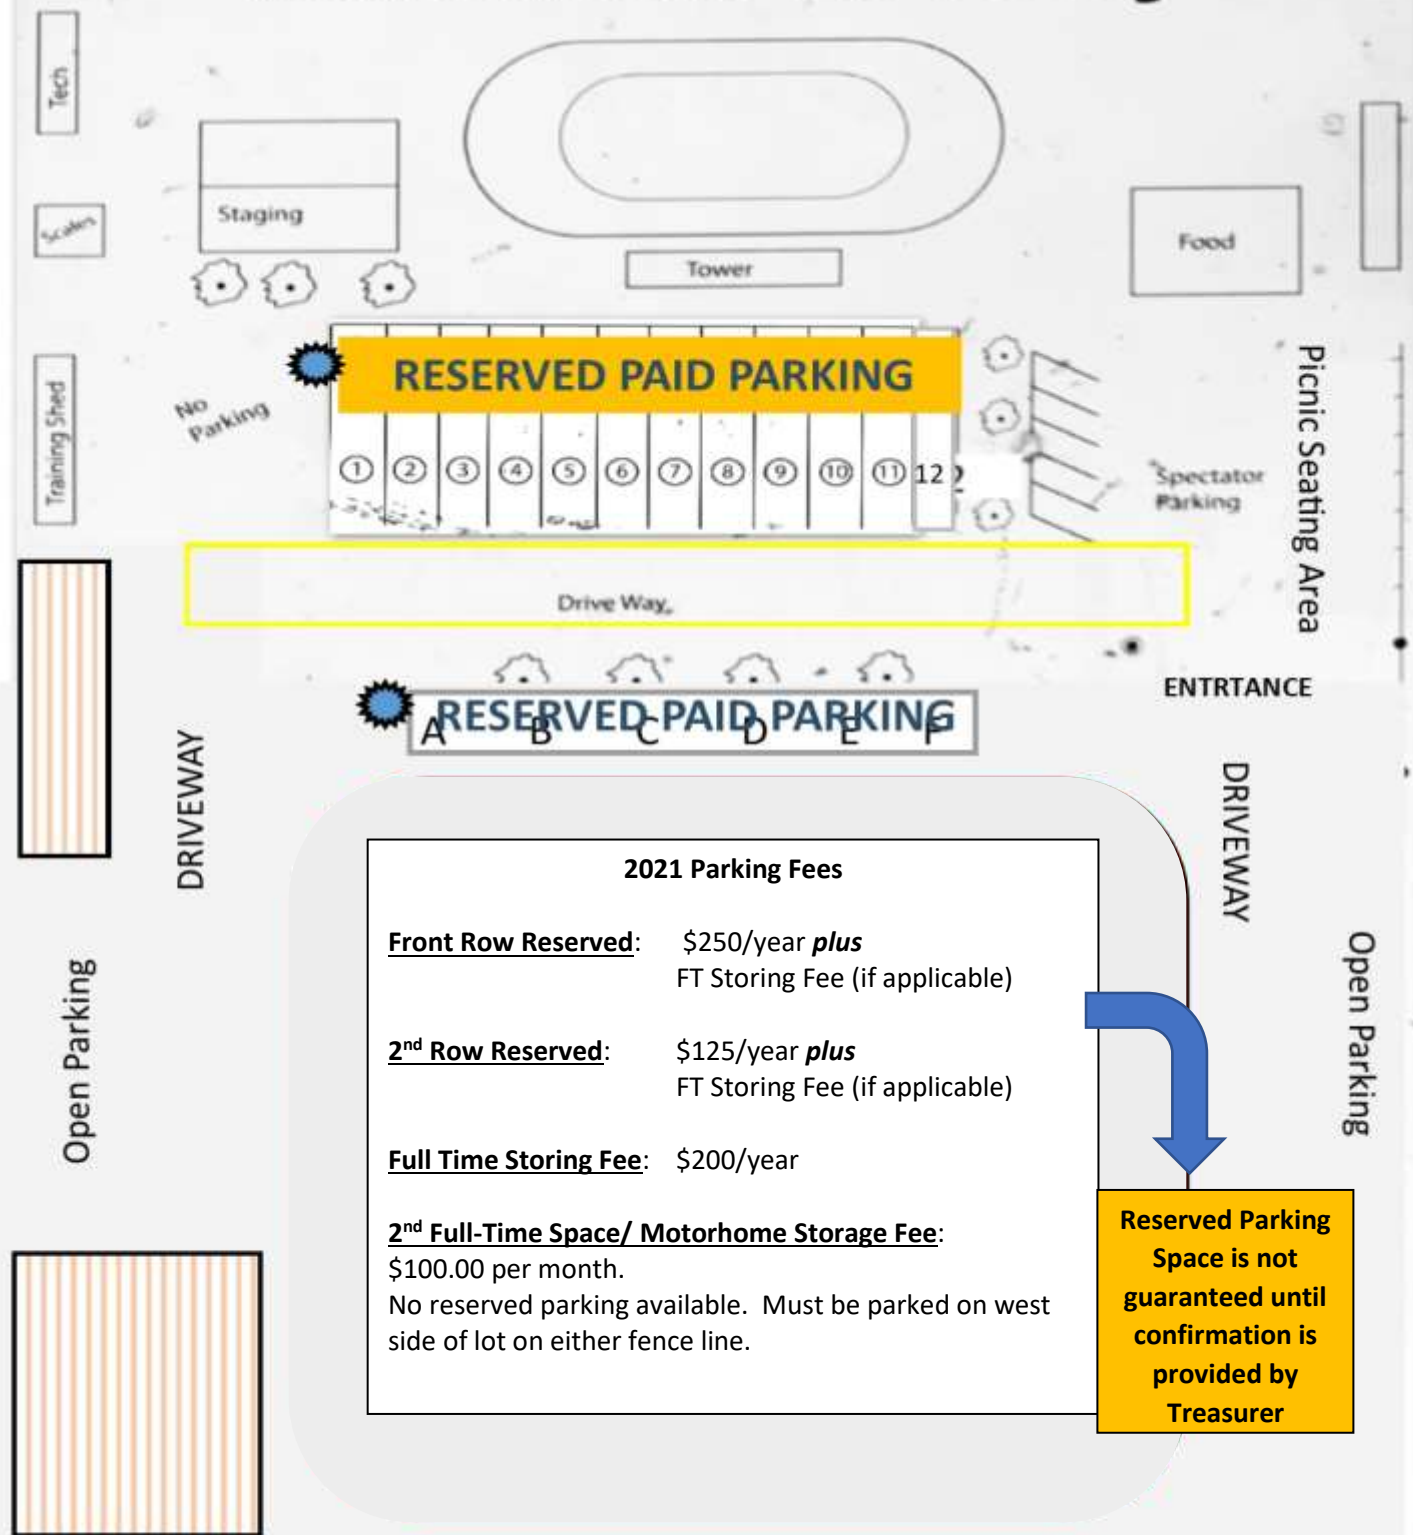 Tech
Staging
Scales
Tower
Food
RESERVED PAID PARKING
No
Parking
Training Shed
Picnic Seating Area
1 2 3 4 5 6 7 8 9 10 11 12
Spectator
Parking
Drive Way
ENTRTANCE
RESERVED PAID PARKING
A B C D E F
DRIVEWAY
DRIVEWAY
2021 Parking Fees
Front Row Reserved: $250/year plus
FT Storing Fee (if applicable)
2nd Row Reserved: $125/year plus
FT Storing Fee (if applicable)
Full Time Storing Fee: $200/year
2nd Full-Time Space/ Motorhome Storage Fee:
$100.00 per month.
No reserved parking available. Must be parked on west
side of lot on either fence line.
Open Parking
Open Parking
Reserved Parking
Space is not
guaranteed until
confirmation is
provided by
Treasurer